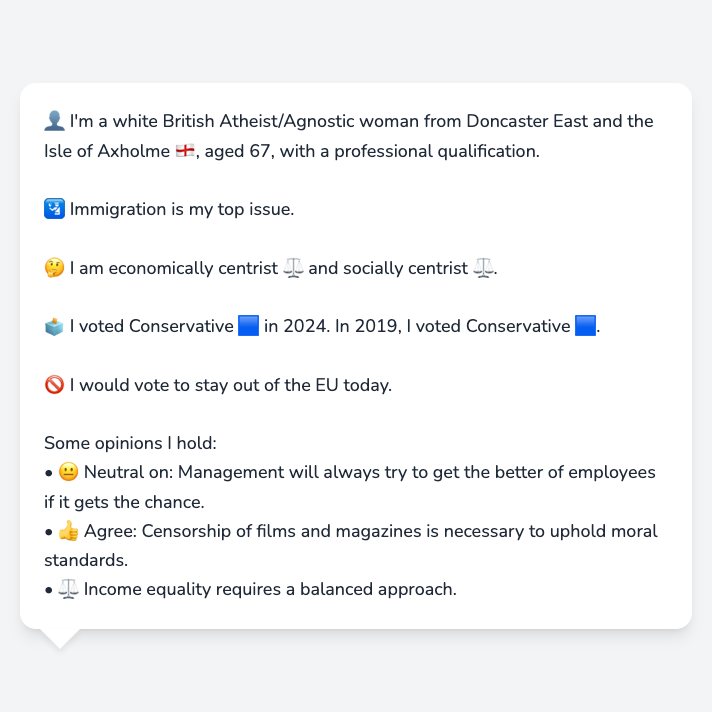 👤 I'm a white British Atheist/Agnostic woman from Doncaster East and the
Isle of Axholme 🏴󠁧󠁢󠁥󠁮󠁧󠁿, aged 67, with a professional qualification.
🛂 Immigration is my top issue.
🤔 I am economically centrist ⚖️ and socially centrist ⚖️.
🗳️ I voted Conservative 🟦 in 2024. In 2019, I voted Conservative 🟦.
🚫 I would vote to stay out of the EU today.
Some opinions I hold:
• 😐 Neutral on: Management will always try to get the better of employees
if it gets the chance.
• 👍 Agree: Censorship of films and magazines is necessary to uphold moral
standards.
• ⚖️ Income equality requires a balanced approach.